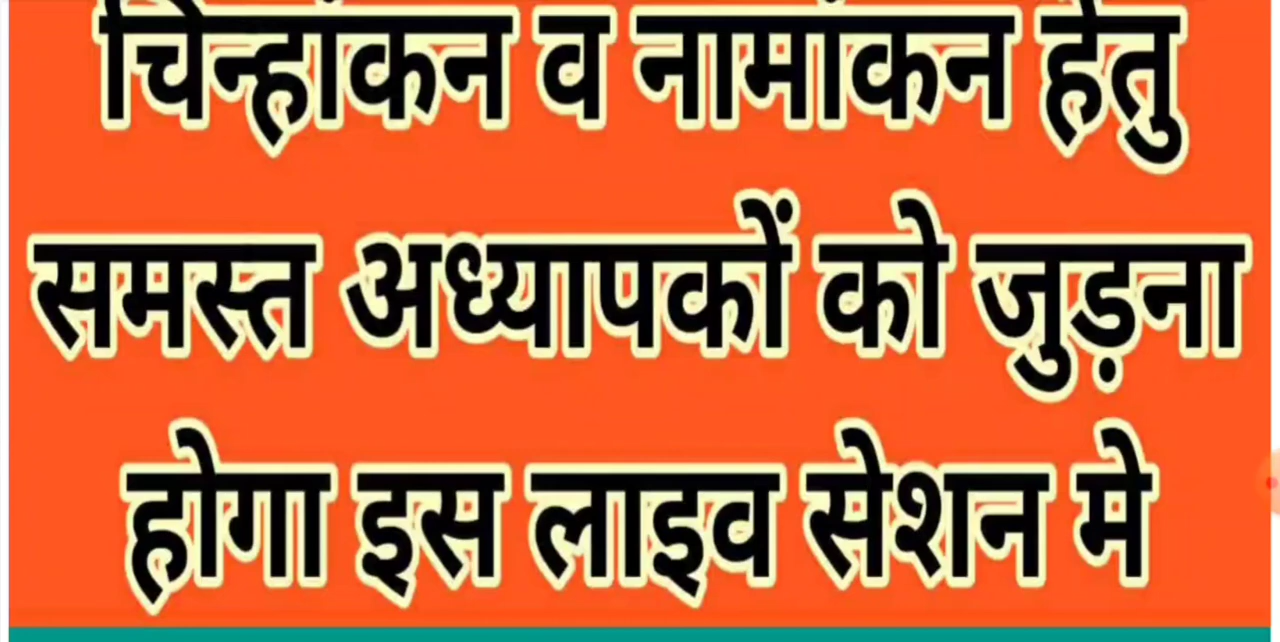 चिन्हांकन व नामांकन हेतु
समस्त अध्यापकों को जुड़ना
होगा इस लाइव सेशन मे